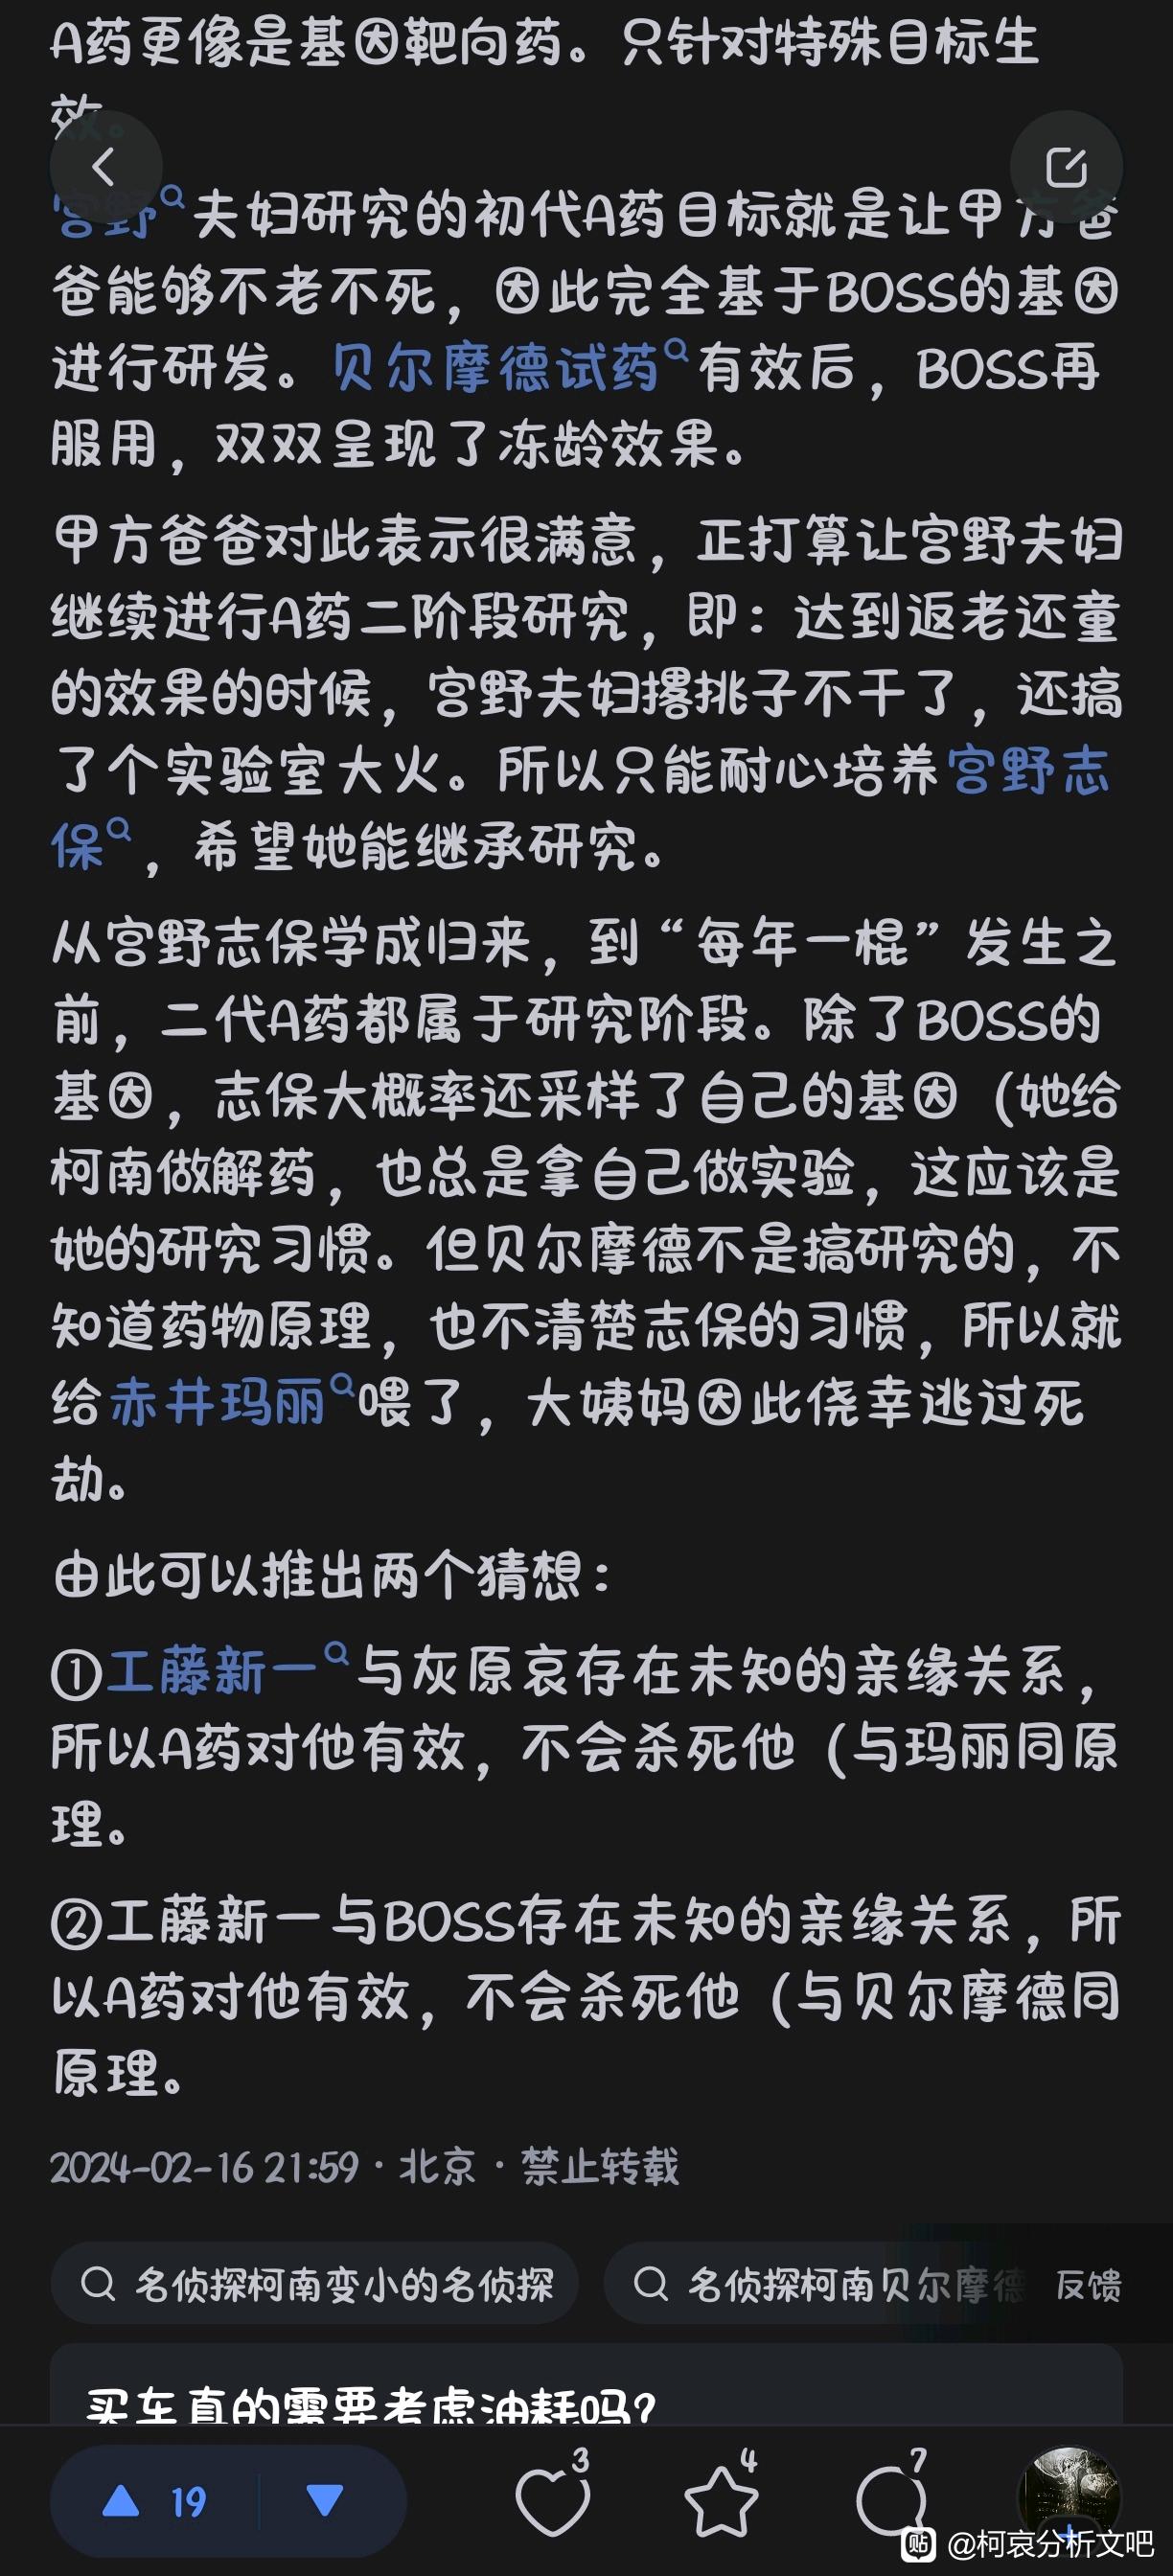 A药更像是基因靶向药。只针对特殊目标生
效。
宫野夫妇研究的初代A药目标就是让甲方爸
爸能够不老不死，因此完全基于BOSS的基因
进行研发。贝尔摩德试药有效后，BOSS再
服用，双双呈现了冻龄效果。
甲方爸爸对此表示很满意，正打算让宫野夫妇
继续进行A药二阶段研究，即：达到返老还童
的效果的时候，宫野夫妇撂挑子不干了，还搞
了个实验室大火。所以只能耐心培养宫野志
保，希望她能继承研究。
从宫野志保学成归来，到“每年一棍”发生之
前，二代A药都属于研究阶段。除了BOSS的
基因，志保大概率还采样了自己的基因（她给
柯南做解药，也总是拿自己做实验，这应该是
她的研究习惯。但贝尔摩德不是搞研究的，不
知道药物原理，也不清楚志保的习惯，所以就
给赤井玛丽喂了，大姨妈因此侥幸逃过死
劫。
由此可以推出两个猜想：
①工藤新一与灰原哀存在未知的亲缘关系，
所以A药对他有效，不会杀死他（与玛丽同原
理。
②工藤新一与BOSS存在未知的亲缘关系，所
以A药对他有效，不会杀死他（与贝尔摩德同
原理。
2024-02-16 21:59 · 北京 · 禁止转载
名侦探柯南变小的名侦探 名侦探柯南贝尔摩德 反馈
买车真的需要考虑油耗吗？
19 3 4 7
贴 @柯哀分析文吧